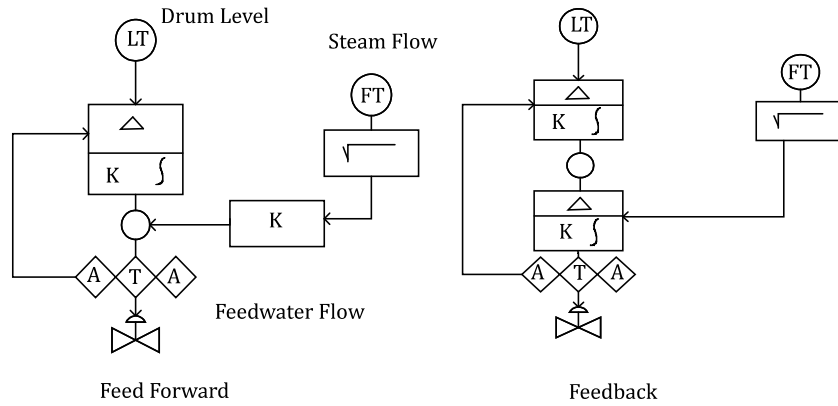 Drum Level
LT
Steam Flow
FT
Δ
K ∫
√
K
A T A
Feedwater Flow
Feed Forward
LT
FT
Δ
K ∫
√
Δ
K ∫
A T A
Feedback